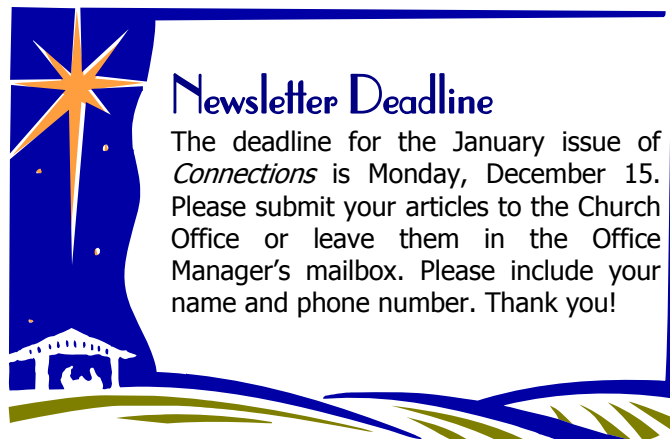 Newsletter Deadline
The deadline for the January issue of
Connections is Monday, December 15.
Please submit your articles to the Church
Office or leave them in the Office
Manager's mailbox. Please include your
name and phone number. Thank you!